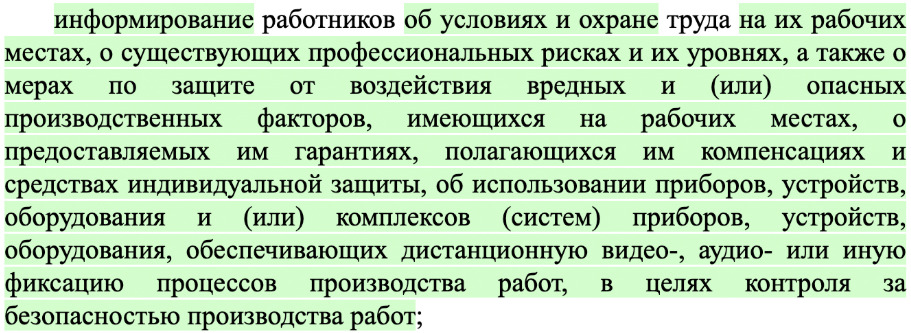 информирование работников об условиях и охране труда на их рабочих
местах, о существующих профессиональных рисках и их уровнях, а также о
мерах по защите от воздействия вредных и (или) опасных
производственных факторов, имеющихся на рабочих местах, о
предоставляемых им гарантиях, полагающихся им компенсациях и
средствах индивидуальной защиты, об использовании приборов, устройств,
оборудования и (или) комплексов (систем) приборов, устройств,
оборудования, обеспечивающих дистанционную видео-, аудио- или иную
фиксацию процессов производства работ, в целях контроля за
безопасностью производства работ;